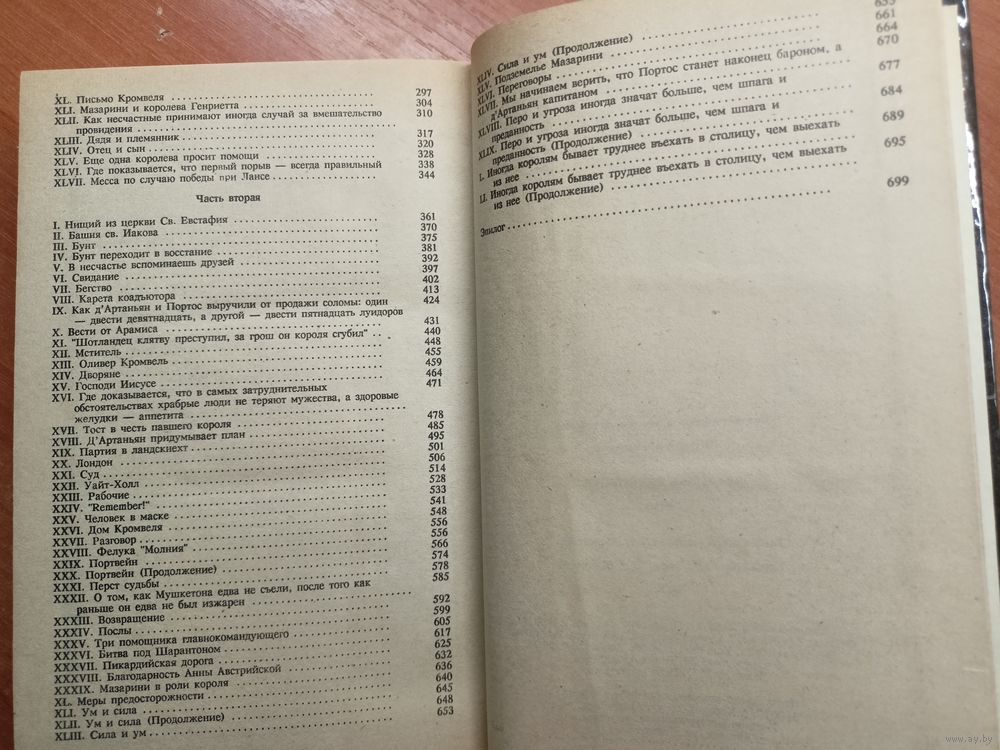 XL. Письмо Кромвеля 297
XLI. Мазарини и королева Генриетта 304
XLII. Как несчастные принимают иногда случай за вмешательство
провидения 310
XLIII. Дядя и племянник 317
XLIV. Отец и сын 320
XLV. Еще одна королева просит помощи 328
XLVI. Где показывается, что первый порыв — всегда правильный 338
XLVII. Месса по случаю победы при Лансе 344
Часть вторая
I. Нищий из церкви Св. Евстафия 361
II. Башня св. Иакова 370
III. Бунт 375
IV. Бунт переходит в восстание 381
V. В несчастье вспоминаешь друзей 392
VI. Свидание 397
VII. Бегство 402
VIII. Карета коадъютора 413
IX. Как д'Артаньян и Портос выручили от продажи соломы: один
— двести девятнадцать, а другой — двести пятнадцать луидоров 424
X. Вести от Арамиса 431
XI. "Шотландец клятву преступил, за грош он короля сгубил" 440
XII. Мститель 448
XIII. Оливер Кромвель 455
XIV. Дворяне 459
XV. Господи Иисусе 464
XVI. Где доказывается, что в самых затруднительных
обстоятельствах храбрые люди не теряют мужества, а здоровые
желудки — аппетита 471
XVII. Тост в честь павшего короля 478
XVIII. Д'Артаньян придумывает план 485
XIX. Партия в ландскнехт 495
XX. Лондон 501
XXI. Суд 506
XXII. Уайт-Холл 514
XXIII. Рабочие 528
XXIV. "Remember!" 533
XXV. Человек в маске 541
XXVI. Дом Кромвеля 548
XXVII. Разговор 556
XXVIII. Фелука "Молния" 556
XXIX. Портвейн 566
XXX. Портвейн (Продолжение) 574
XXXI. Перст судьбы 578
XXXII. О том, как Мушкетона едва не съели, после того как
раньше он едва не был изжарен 585
XXXIII. Возвращение 592
XXXIV. Послы 599
XXXV. Три помощника главнокомандующего 605
XXXVI. Битва под Шарантоном 617
XXXVII. Пикардийская дорога 625
XXXVIII. Благодарность Анны Австрийской 632
XXXIX. Мазарини в роли короля 636
XL. Меры предосторожности 640
XLI. Ум и сила 645
XLII. Ум и сила (Продолжение) 648
XLIII. Сила и ум 653
XLIV. Сила и ум (Продолжение) 655
XLV. Подземелье Мазарини 661
XLVI. Переговоры 664
XLVII. Мы начинаем верить, что Портос станет наконец бароном, а
д'Артаньян капитаном 670
XLVIII. Перо и угроза иногда значат больше, чем шпага и
преданность 677
XLIX. Перо и угроза иногда значат больше, чем шпага и
преданность (Продолжение) 684
L. Иногда королям бывает труднее въехать в столицу, чем выехать
из нее 689
LI. Иногда королям бывает труднее въехать в столицу, чем выехать
из нее (Продолжение) 695
Эпилог 699
www.ay.by